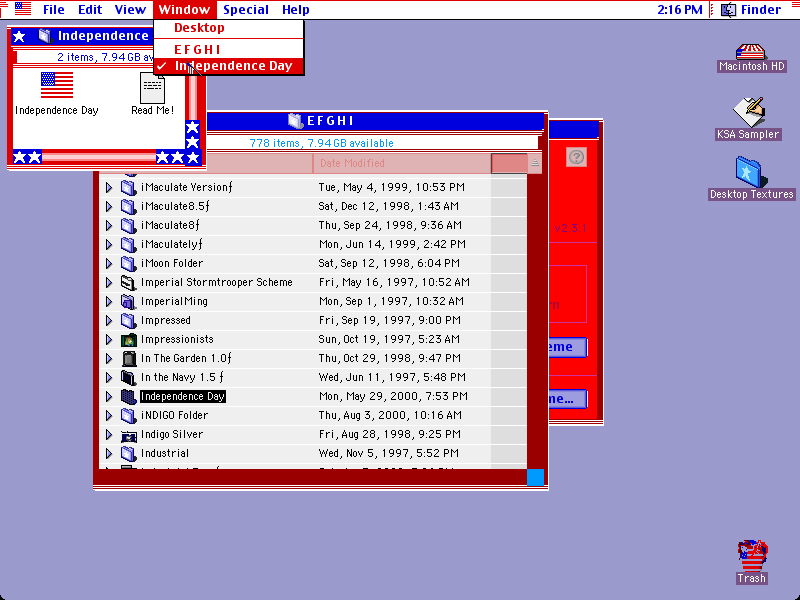 File Edit View Window Special Help 2:16 PM Finder
Desktop
E F G H I
✓ Independence Day
Independence
2 items, 7.94 GB av
Independence Day
Read Me!
Macintosh HD
KSA Sampler
Desktop Textures
Trash
E F G H I
778 items, 7.94 GB available
Date Modified
iMaculate Versionƒ Tue, May 4, 1999, 10:53 PM
iMaculate8.5ƒ Sat, Dec 12, 1998, 1:43 AM
iMaculate8ƒ Thu, Sep 24, 1998, 9:36 AM
iMaculatelyƒ Mon, Jun 14, 1999, 2:42 PM
iMoon Folder Sat, Sep 12, 1998, 6:04 PM
Imperial Stormtrooper Scheme Fri, May 16, 1997, 10:52 AM
ImperialMing Mon, Sep 1, 1997, 10:32 AM
Impressed Fri, Sep 19, 1997, 9:00 PM
Impressionists Sun, Oct 19, 1997, 5:23 AM
In The Garden 1.0ƒ Thu, Oct 29, 1998, 9:47 PM
In the Navy 1.5 ƒ Wed, Jun 11, 1997, 5:48 PM
Independence Day Mon, May 29, 2000, 7:53 PM
iNDIGO Folder Thu, Aug 3, 2000, 10:16 AM
Indigo Silver Fri, Aug 28, 1998, 9:25 PM
Industrial Wed, Nov 5, 1997, 5:52 PM
v2.3.1
rn
eme
me...